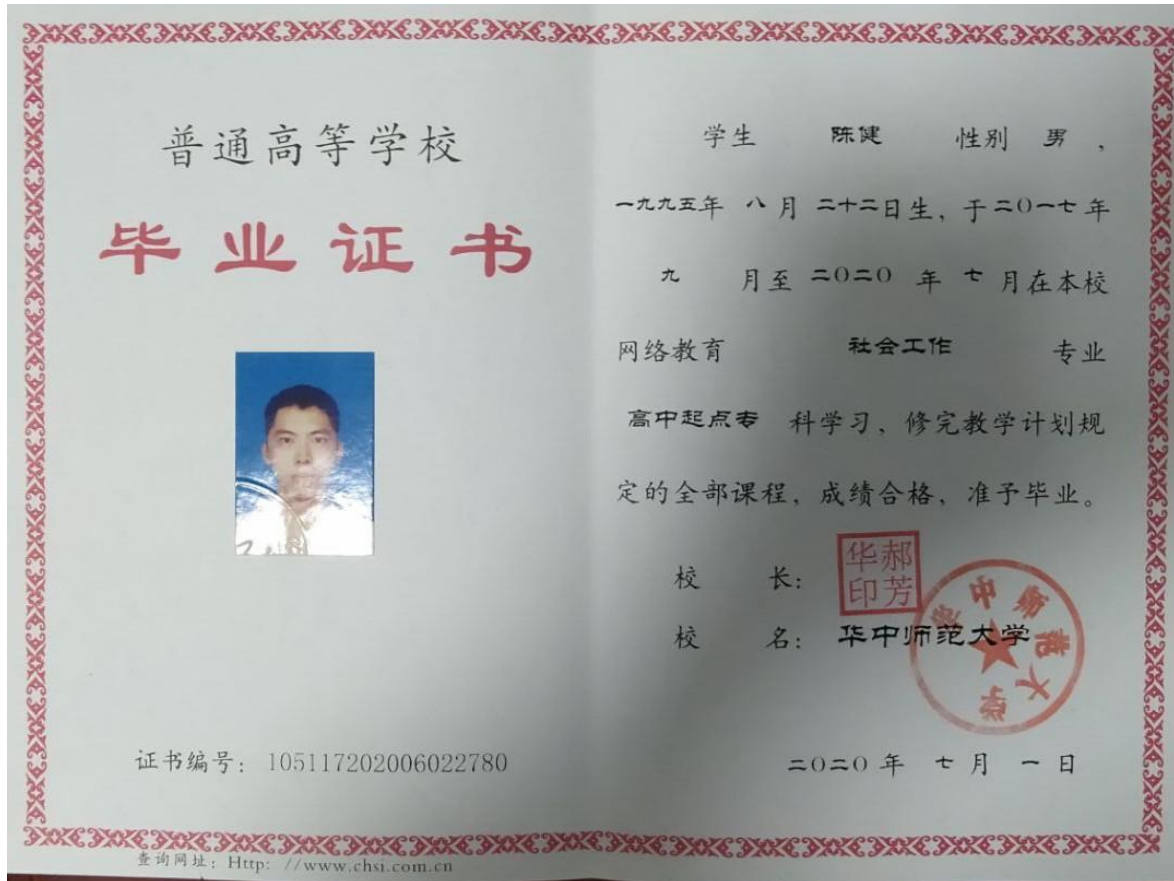 普通高等学校
毕业证书
证书编号：105117202006022780
查询网址：Http: //www.chsi.com.cn
学生 陈健 性别 男，
一九九五年 八月 二十二日生，于二〇一七年
九 月至 二〇二〇 年 七 月在本校
网络教育 社会工作 专业
高中起点专 科学习、修完教学计划规
定的全部课程，成绩合格，准予毕业。
校 长：
华郝
印芳
校 名：华中师范大学
华中师范大学
二〇二〇年 七月 一日